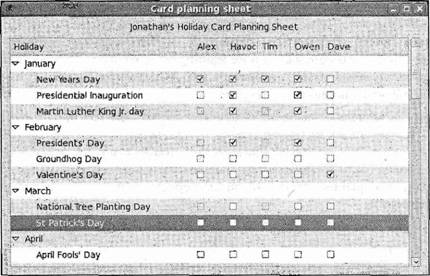 Card planning sheet
Jonathan's Holiday Card Planning Sheet
Holiday Alex Havoc Tim Owen Dave
January
New Years Day
Presidential Inauguration
Martin Luther King Jr. day
February
Presidents' Day
Groundhog Day
Valentine's Day
March
National Tree Planting Day
St Patrick's Day
April
April Fools' Day